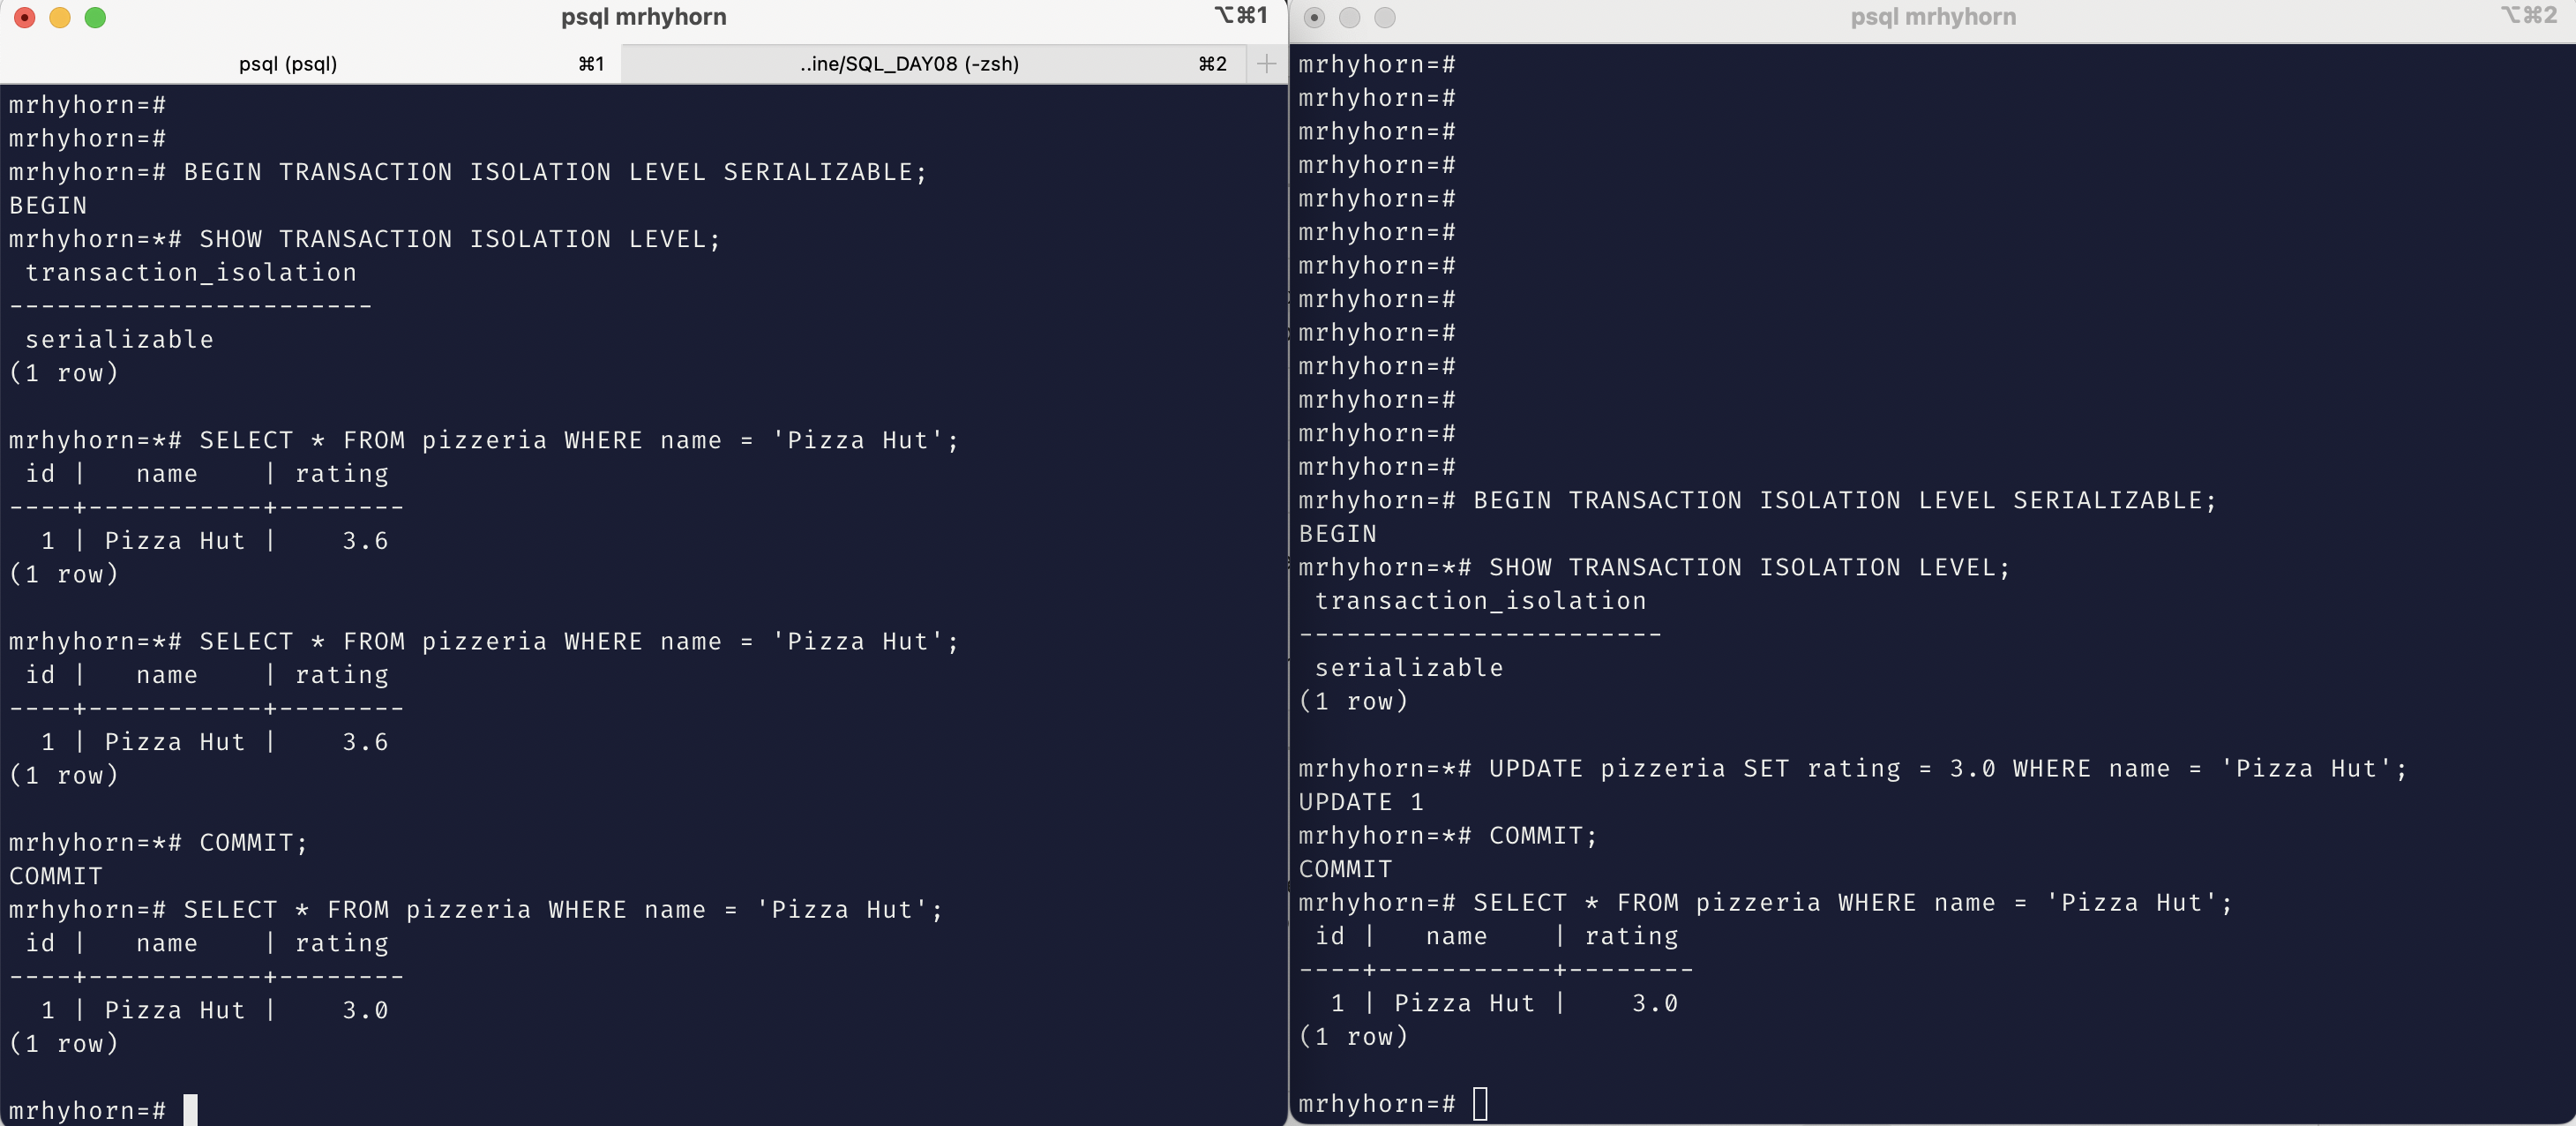 psql mrhyhorn
⌥⌘1
psql (psql)
⌘1
..ine/SQL_DAY08 (-zsh)
⌘2
+
mrhyhorn=#
mrhyhorn=#
mrhyhorn=# BEGIN TRANSACTION ISOLATION LEVEL SERIALIZABLE;
BEGIN
mrhyhorn=*# SHOW TRANSACTION ISOLATION LEVEL;
 transaction_isolation
-----------------------
 serializable
(1 row)

mrhyhorn=*# SELECT * FROM pizzeria WHERE name = 'Pizza Hut';
 id |   name    | rating
----+-----------+--------
  1 | Pizza Hut |    3.6
(1 row)

mrhyhorn=*# SELECT * FROM pizzeria WHERE name = 'Pizza Hut';
 id |   name    | rating
----+-----------+--------
  1 | Pizza Hut |    3.6
(1 row)

mrhyhorn=*# COMMIT;
COMMIT
mrhyhorn=# SELECT * FROM pizzeria WHERE name = 'Pizza Hut';
 id |   name    | rating
----+-----------+--------
  1 | Pizza Hut |    3.0
(1 row)

mrhyhorn=#
psql mrhyhorn
⌥⌘2
mrhyhorn=#
mrhyhorn=#
mrhyhorn=#
mrhyhorn=#
mrhyhorn=#
mrhyhorn=#
mrhyhorn=#
mrhyhorn=#
mrhyhorn=#
mrhyhorn=#
mrhyhorn=#
mrhyhorn=#
mrhyhorn=#
mrhyhorn=# BEGIN TRANSACTION ISOLATION LEVEL SERIALIZABLE;
BEGIN
mrhyhorn=*# SHOW TRANSACTION ISOLATION LEVEL;
 transaction_isolation
-----------------------
 serializable
(1 row)

mrhyhorn=*# UPDATE pizzeria SET rating = 3.0 WHERE name = 'Pizza Hut';
UPDATE 1
mrhyhorn=*# COMMIT;
COMMIT
mrhyhorn=# SELECT * FROM pizzeria WHERE name = 'Pizza Hut';
 id |   name    | rating
----+-----------+--------
  1 | Pizza Hut |    3.0
(1 row)

mrhyhorn=#